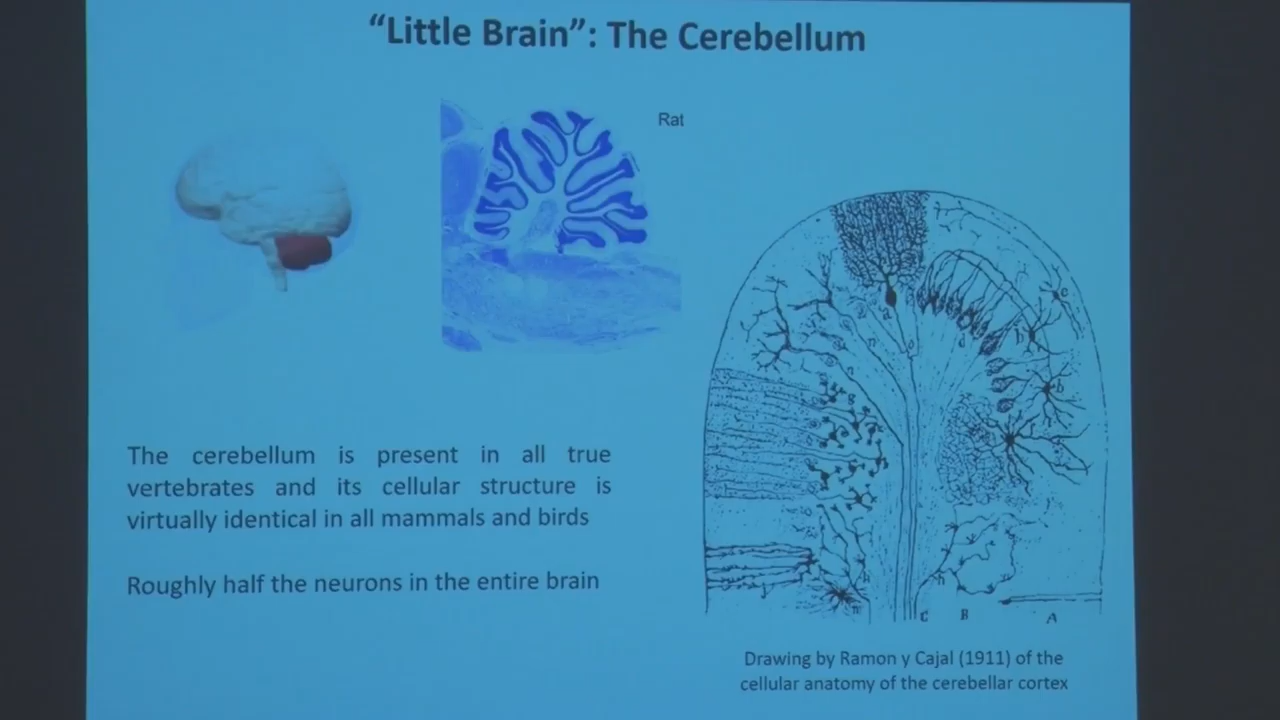 “Little Brain”: The Cerebellum
Rat
The cerebellum is present in all true
vertebrates and its cellular structure is
virtually identical in all mammals and birds
Roughly half the neurons in the entire brain
C B A
Drawing by Ramon y Cajal (1911) of the
cellular anatomy of the cerebellar cortex